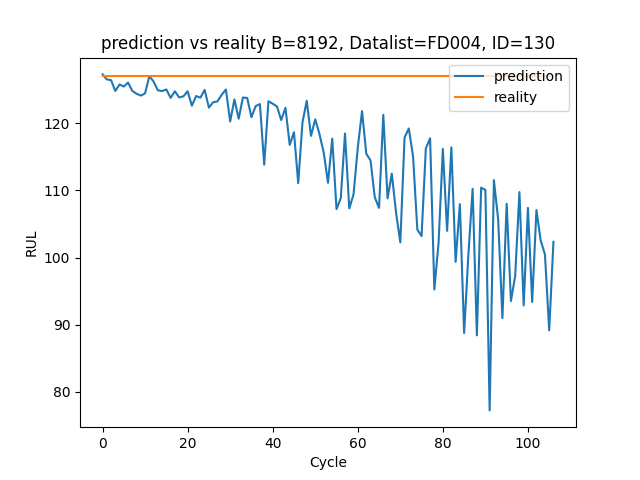 prediction vs reality B=8192, Datalist=FD004, ID=130
prediction
reality
RUL
120
110
100
90
80
0 20 40 60 80 100
Cycle